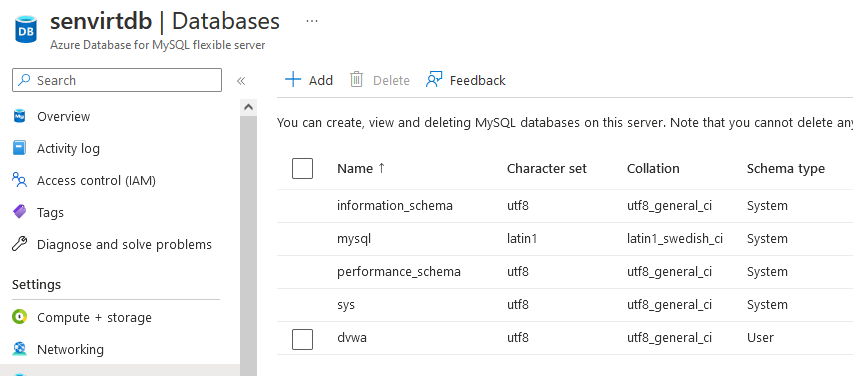 senvirtdb | Databases ...
Azure Database for MySQL flexible server
Search «
Overview
Activity log
Access control (IAM)
Tags
Diagnose and solve problems
Settings
Compute + storage
Networking
+ Add Delete Feedback
You can create, view and deleting MySQL databases on this server. Note that you cannot delete any
Name ↑ Character set Collation Schema type
information_schema utf8 utf8_general_ci System
mysql latin1 latin1_swedish_ci System
performance_schema utf8 utf8_general_ci System
sys utf8 utf8_general_ci System
dvwa utf8 utf8_general_ci User